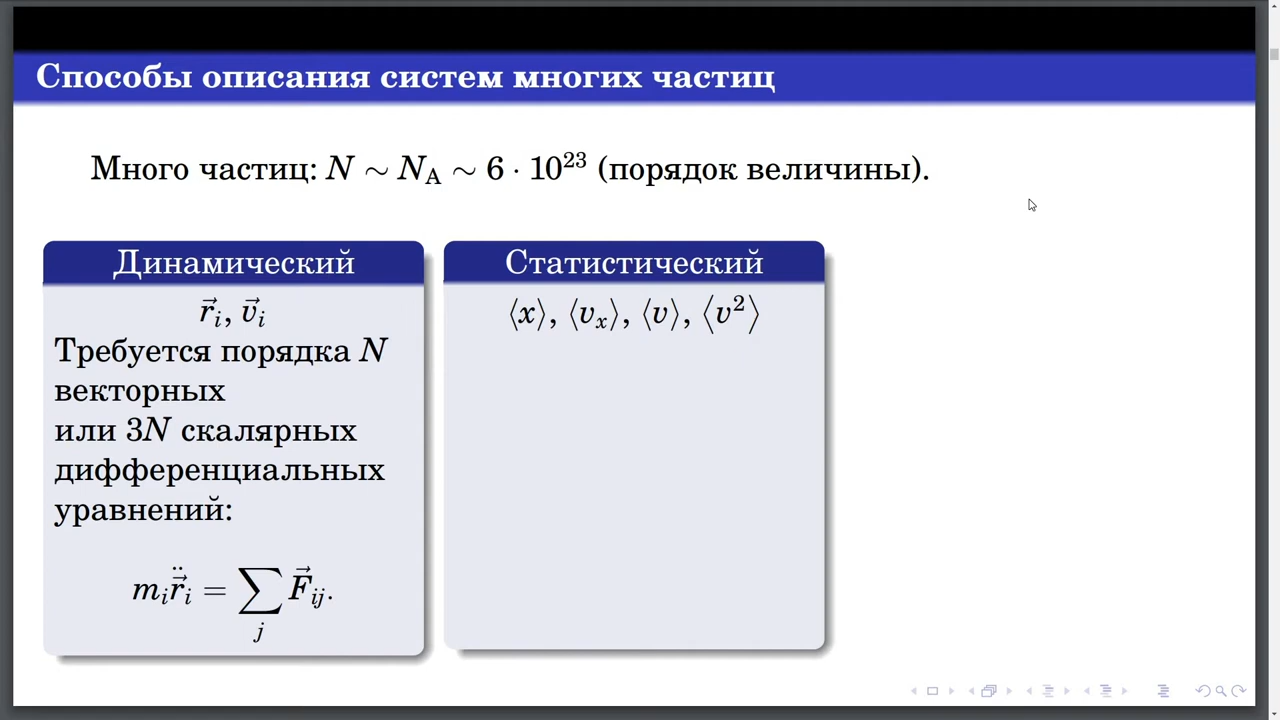 Способы описания систем многих частиц
Много частиц: N ∼ N_A ∼ 6 · 10^23 (порядок величины).
Динамический
r⃗_i, v⃗_i
Требуется порядка N
векторных
или 3N скалярных
дифференциальных
уравнений:
m_i r⃗̈_i = ∑_j F⃗_ij.
Статистический
⟨x⟩, ⟨v_x⟩, ⟨v⟩, ⟨v^2⟩